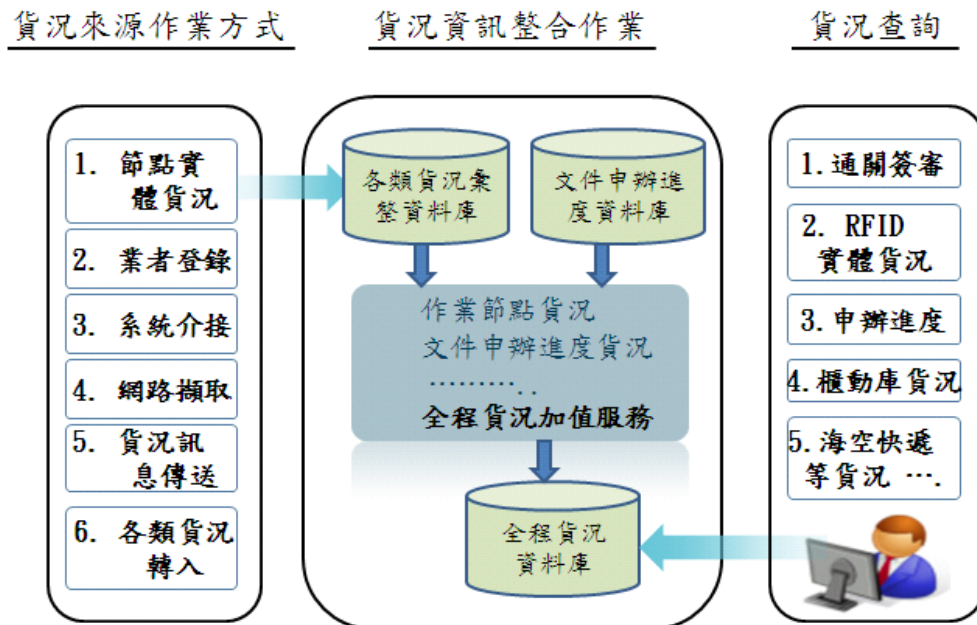 貨況來源作業方式
貨況資訊整合作業
貨況查詢
1. 節點實
體貨況
2. 業者登錄
3. 系統介接
4. 網路擷取
5. 貨況訊
息傳送
6. 各類貨況
轉入
各類貨況彙
整資料庫
文件申辦進
度資料庫
作業節點貨況
文件申辦進度貨況
………..
全程貨況加值服務
全程貨況
資料庫
1.通關簽審
2. RFID
實體貨況
3.申辦進度
4.櫃動庫貨況
5.海空快遞
等貨況 ….